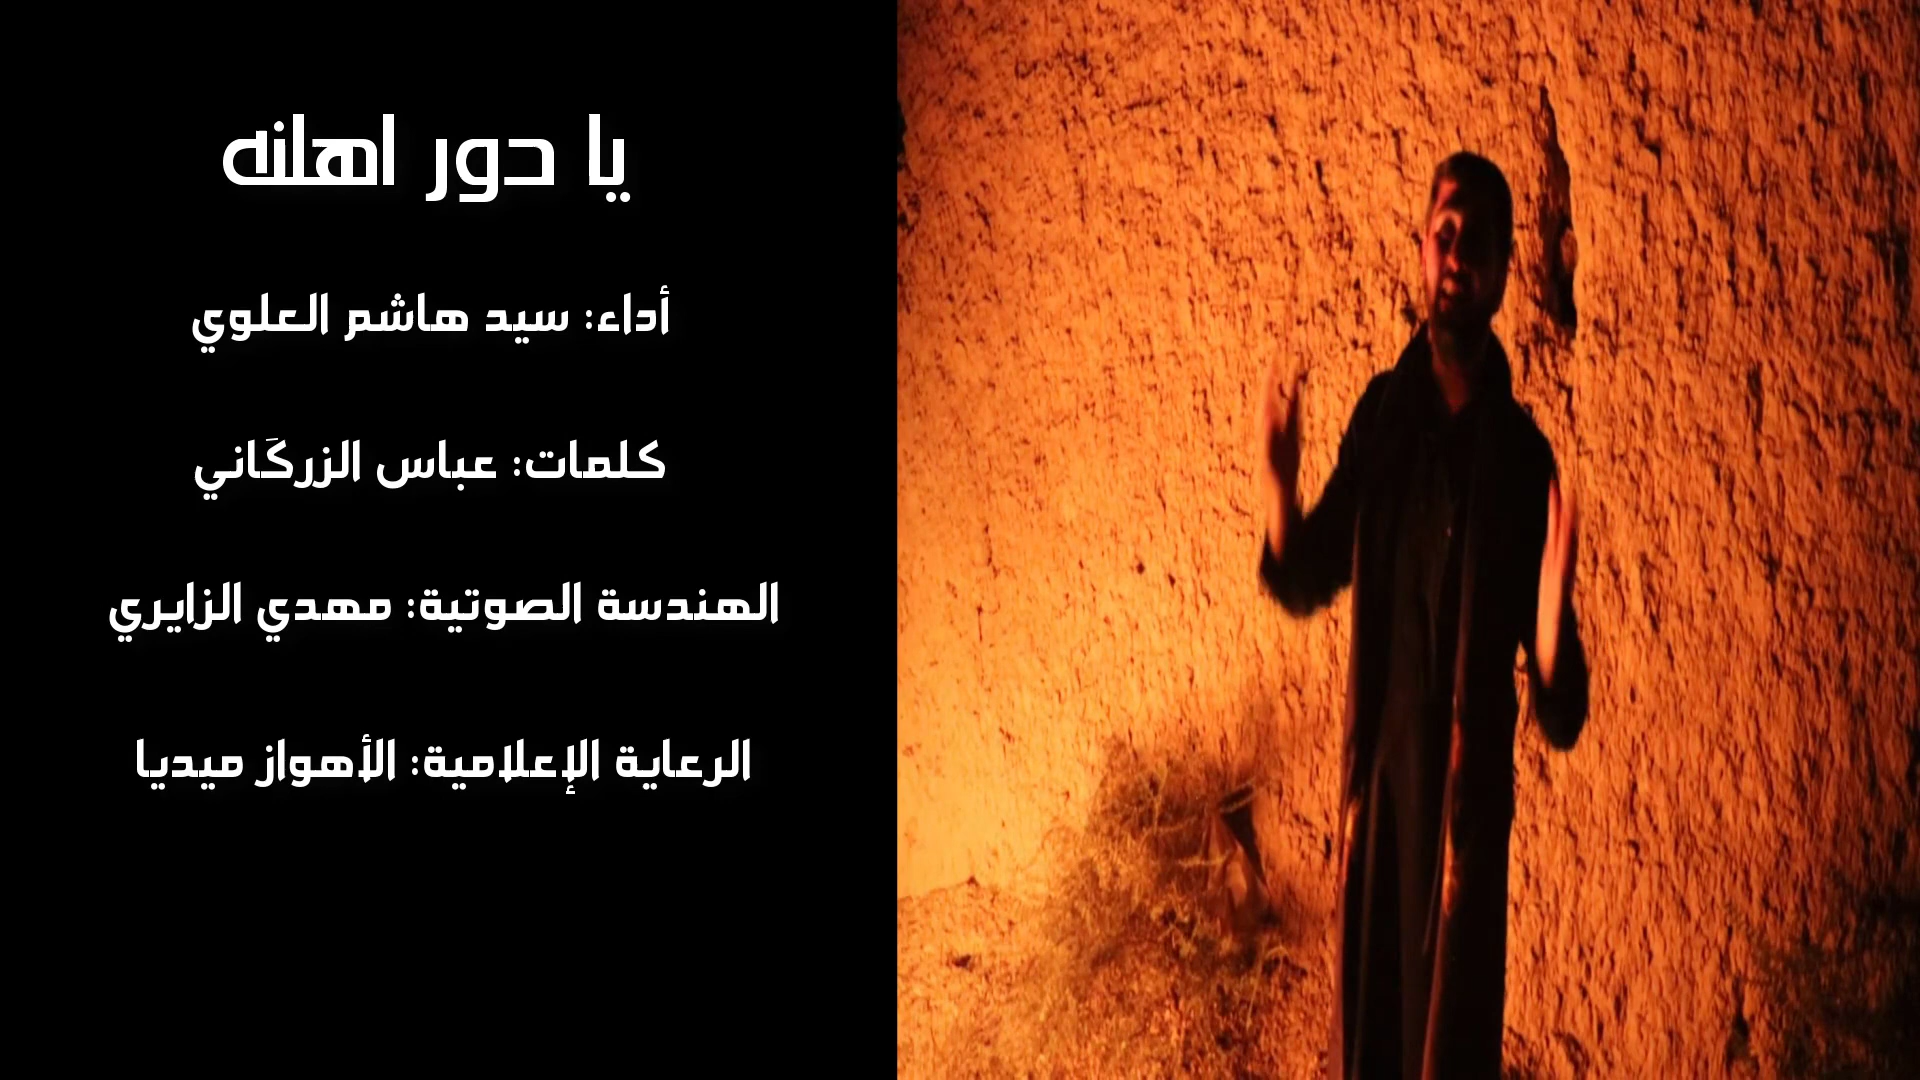 يا دور اهلنه
أداء: سيد هاشم العلوي
كلمات: عباس الزركَاني
الهندسة الصوتية: مهدي الزايري
الرعاية الإعلامية: الأهواز ميديا